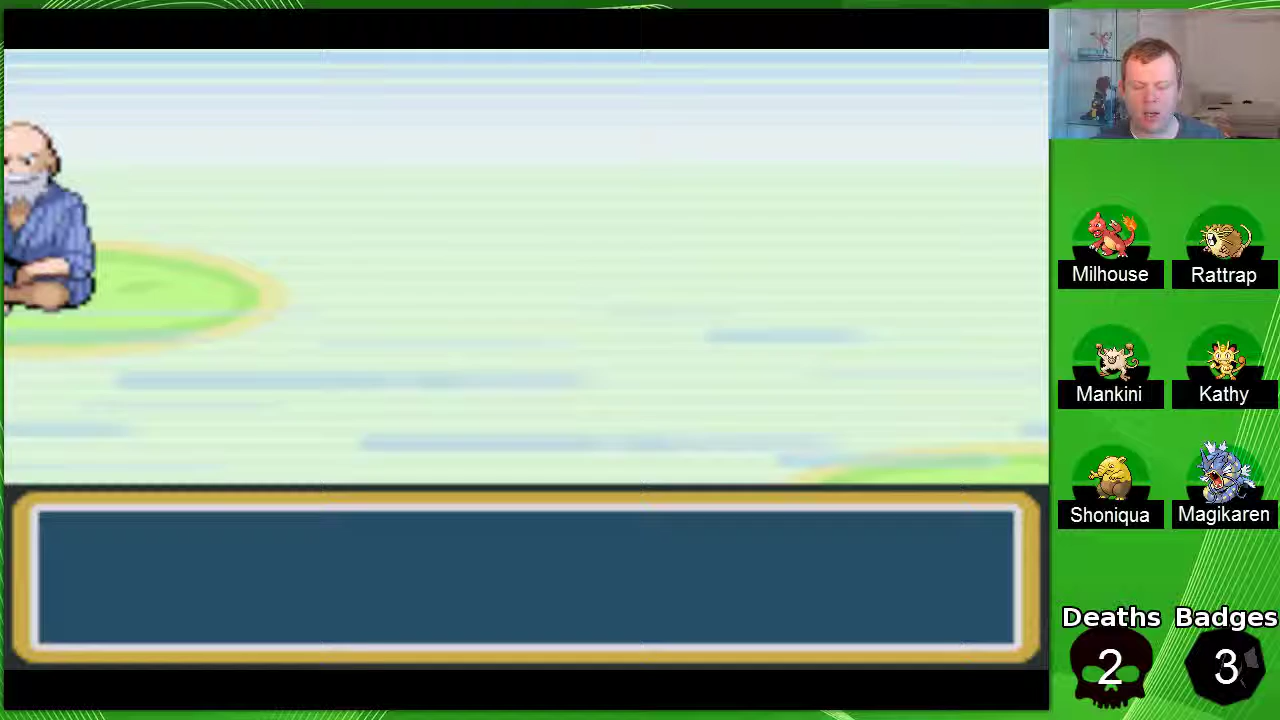 Milhouse
Rattrap
Mankini
Kathy
Shoniqua
Magikaren
Deaths
Badges
2
3